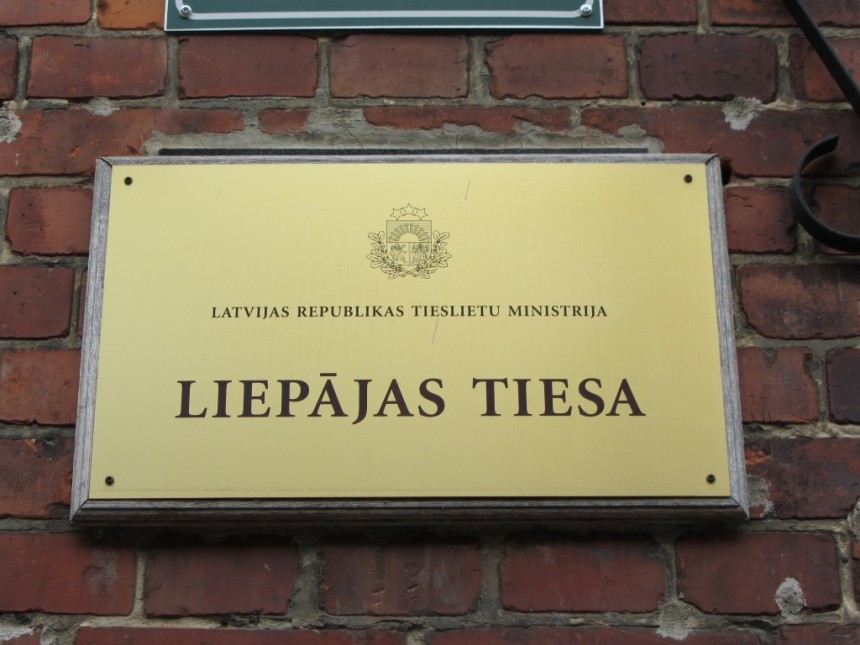 LATVIJAS REPUBLIKAS TIESLIETU MINISTRIJA
LIEPĀJAS TIESA